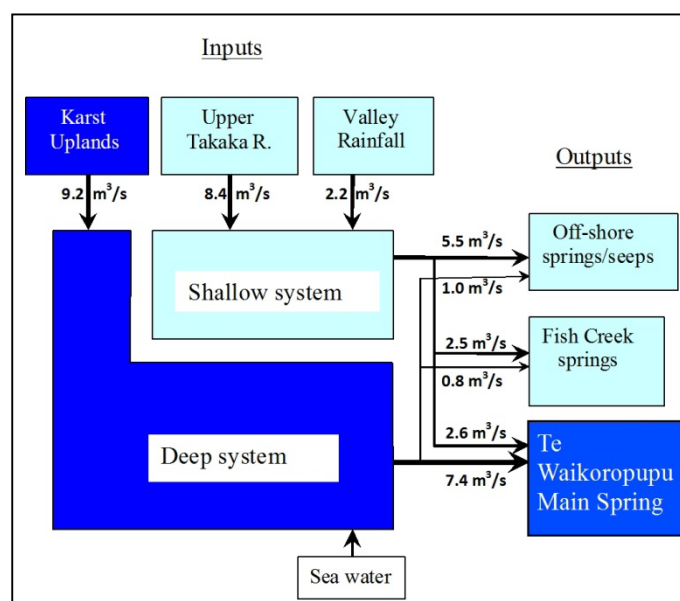 Inputs
Karst
Uplands
Upper
Takaka R.
Valley
Rainfall
Outputs
9.2 m³/s
8.4 m³/s
2.2 m³/s
5.5 m³/s
Off-shore
springs/seeps
1.0 m³/s
Shallow system
2.5 m³/s
Fish Creek
springs
0.8 m³/s
2.6 m³/s
Te
Waikoropupu
Main Spring
Deep system
7.4 m³/s
Sea water